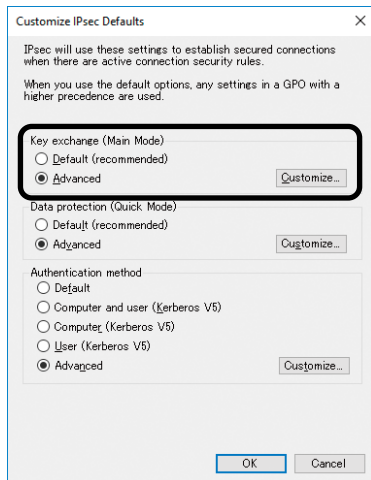 Customize IPsec Defaults
IPsec will use these settings to establish secured connections
when there are active connection security rules.
When you use the default options, any settings in a GPO with a
higher precedence are used.
Key exchange (Main Mode)
Default (recommended)
Advanced
Customize...
Data protection (Quick Mode)
Default (recommended)
Advanced
Customize...
Authentication method
Default
Computer and user (Kerberos V5)
Computer (Kerberos V5)
User (Kerberos V5)
Advanced
Customize...
OK
Cancel